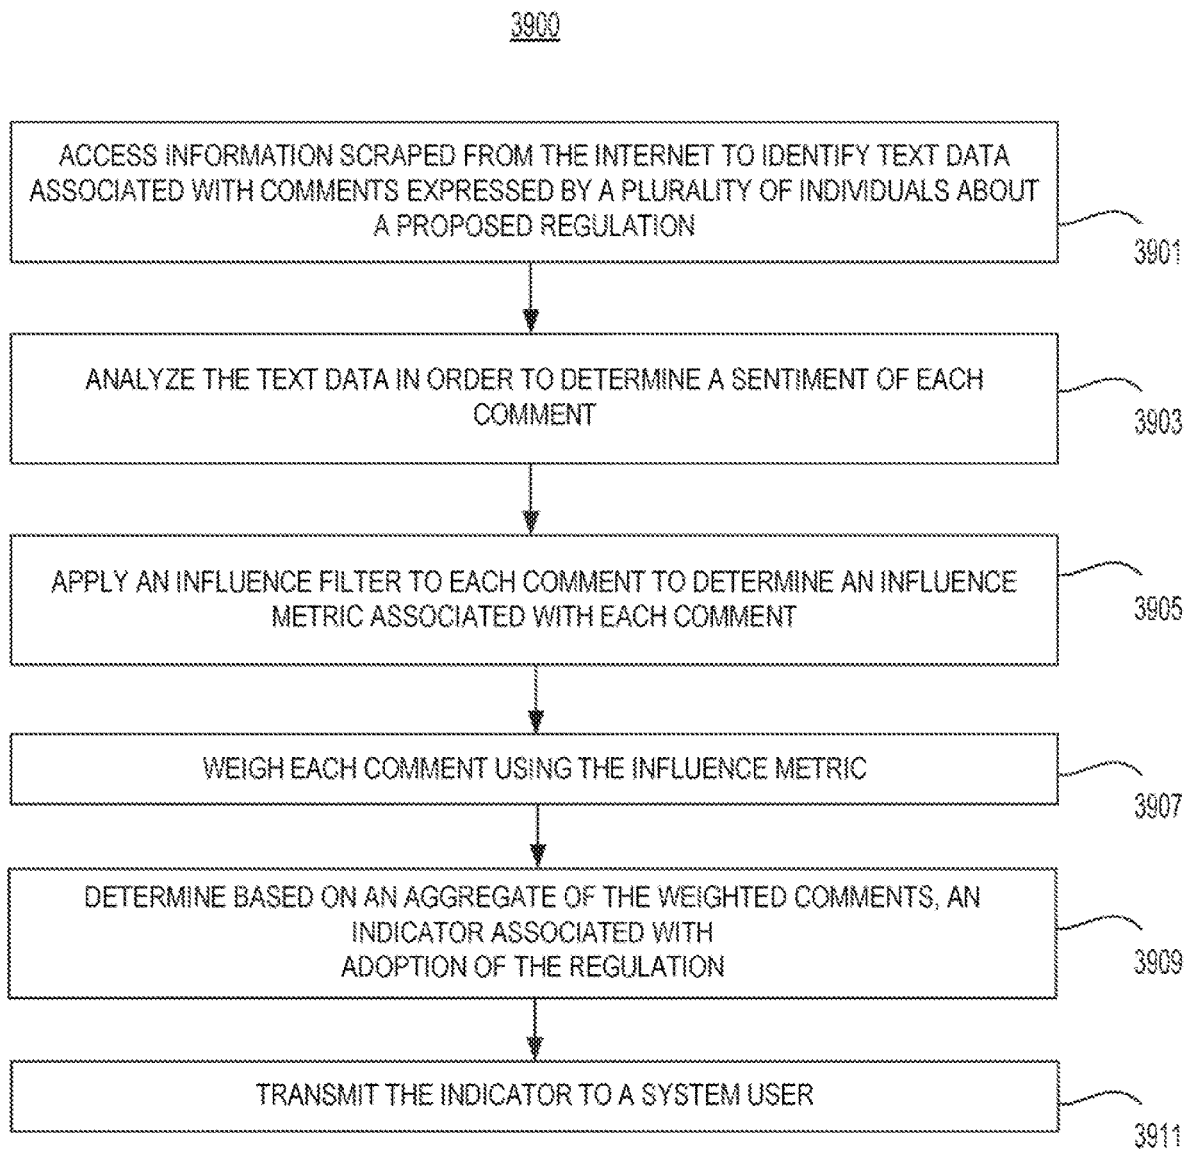 3900
ACCESS INFORMATION SCRAPED FROM THE INTERNET TO IDENTIFY TEXT DATA
ASSOCIATED WITH COMMENTS EXPRESSED BY A PLURALITY OF INDIVIDUALS ABOUT
A PROPOSED REGULATION
3901
ANALYZE THE TEXT DATA IN ORDER TO DETERMINE A SENTIMENT OF EACH
COMMENT
3903
APPLY AN INFLUENCE FILTER TO EACH COMMENT TO DETERMINE AN INFLUENCE
METRIC ASSOCIATED WITH EACH COMMENT
3905
WEIGH EACH COMMENT USING THE INFLUENCE METRIC
3907
DETERMINE BASED ON AN AGGREGATE OF THE WEIGHTED COMMENTS, AN
INDICATOR ASSOCIATED WITH
ADOPTION OF THE REGULATION
3909
TRANSMIT THE INDICATOR TO A SYSTEM USER
3911